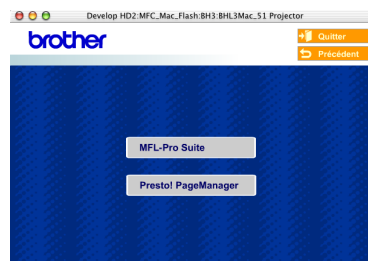 Develop HD2:MFC_Mac_Flash:BH3:BHL3Mac_51 Projector
brother
Quitter
Précédent
MFL-Pro Suite
Presto! PageManager